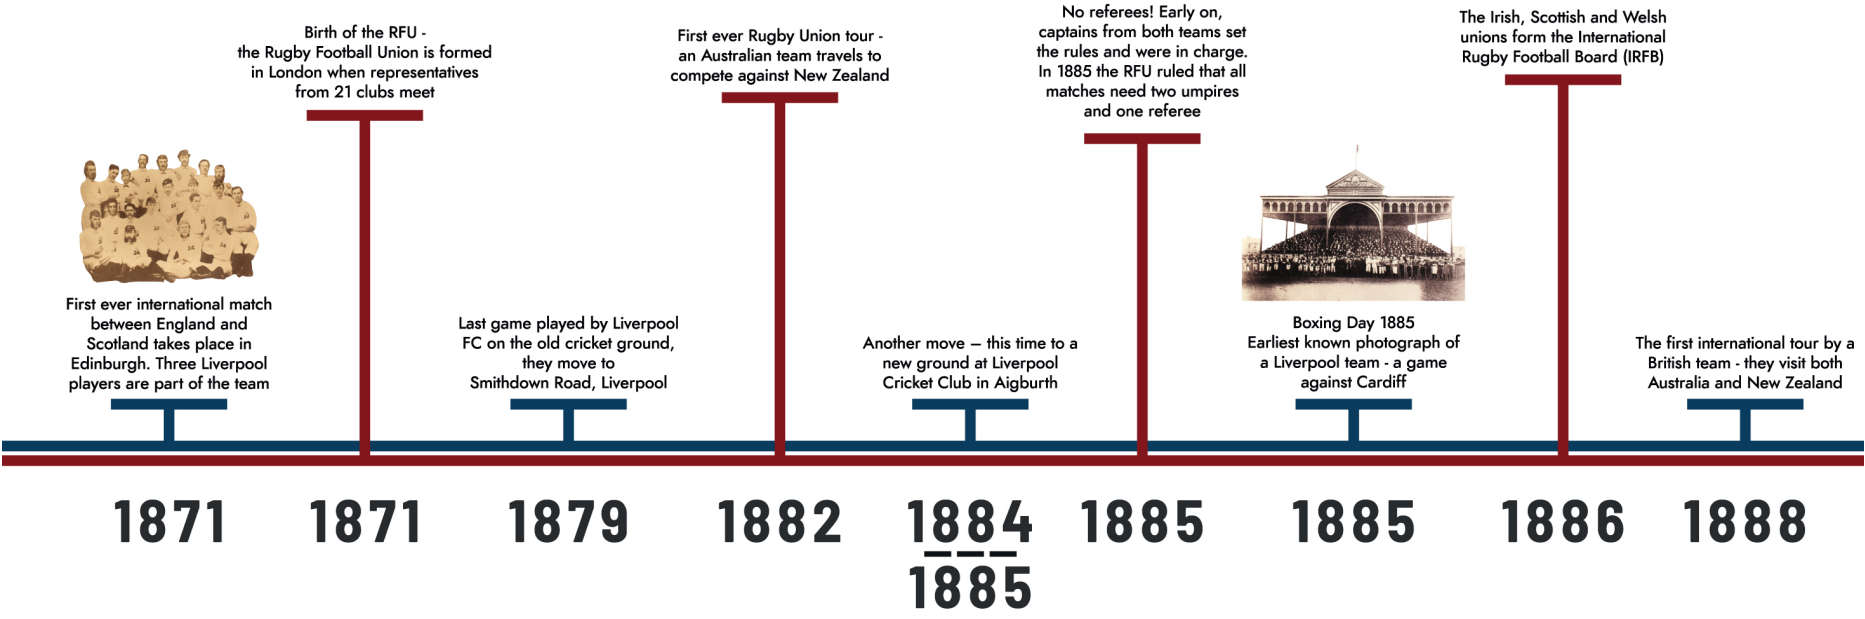 First ever international match
between England and
Scotland takes place in
Edinburgh. Three Liverpool
players are part of the team
1871
Birth of the RFU -
the Rugby Football Union is formed
in London when representatives
from 21 clubs meet
1871
Last game played by Liverpool
FC on the old cricket ground,
they move to
Smithdown Road, Liverpool
1879
First ever Rugby Union tour -
an Australian team travels to
compete against New Zealand
1882
Another move – this time to a
new ground at Liverpool
Cricket Club in Aigburth
1884
1885
No referees! Early on,
captains from both teams set
the rules and were in charge.
In 1885 the RFU ruled that all
matches need two umpires
and one referee
1885
Boxing Day 1885
Earliest known photograph of
a Liverpool team - a game
against Cardiff
1885
The Irish, Scottish and Welsh
unions form the International
Rugby Football Board (IRFB)
1886
The first international tour by a
British team - they visit both
Australia and New Zealand
1888